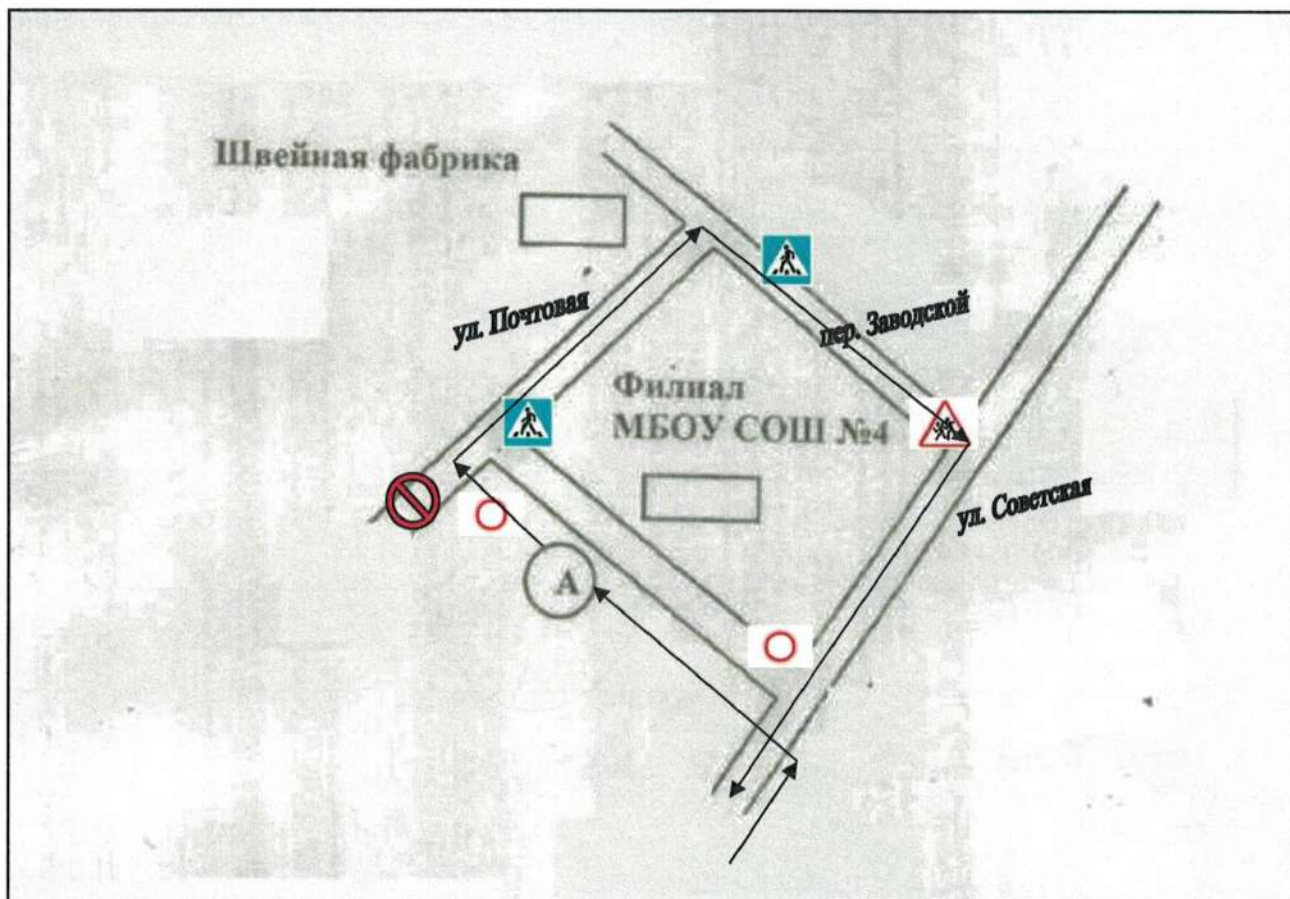 Швейная фабрика
ул. Почтовая
пер. Заводской
Филиал
МБОУ СОШ №4
ул. Советская
А